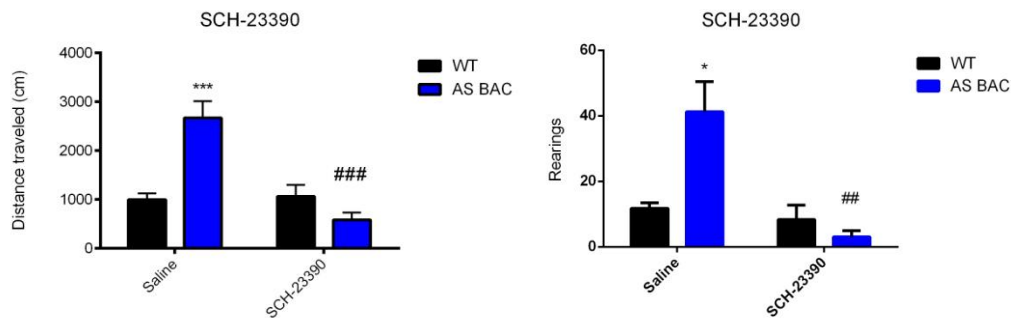 SCH-23390
4000
3000
2000
1000
0
Distance traveled (cm)
***
###
WT
AS BAC
Saline
SCH-23390
SCH-23390
60
40
20
0
Rearings
*
##
WT
AS BAC
Saline
SCH-23390